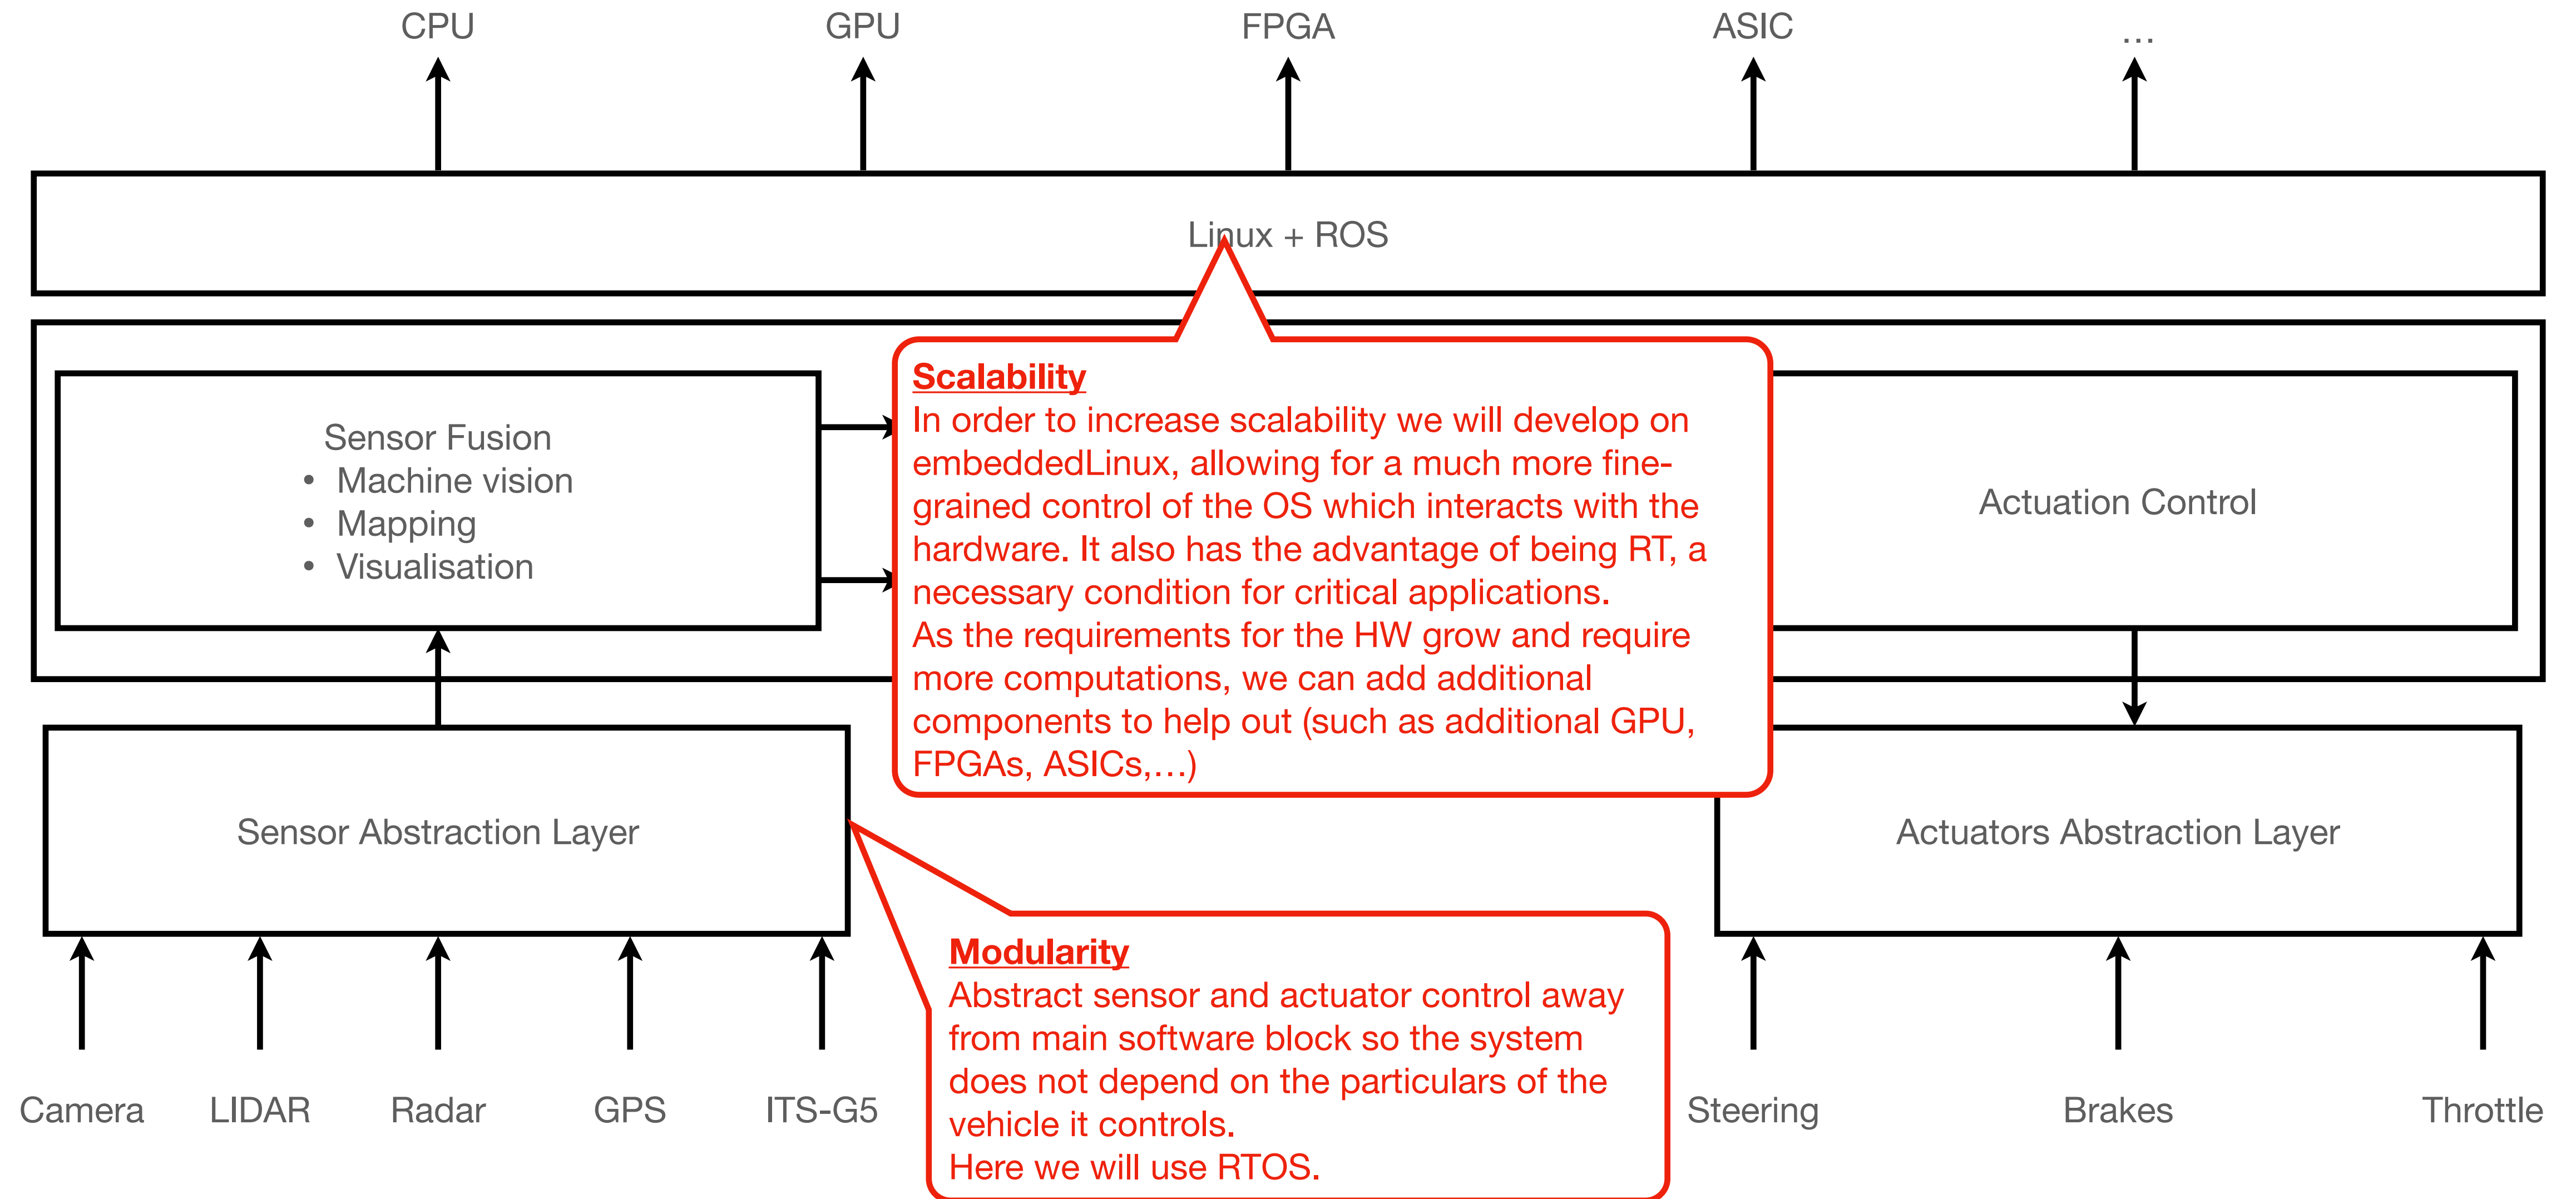 CPU
GPU
FPGA
ASIC
...
Linux + ROS
Scalability
In order to increase scalability we will develop on
embeddedLinux, allowing for a much more fine-
grained control of the OS which interacts with the
hardware. It also has the advantage of being RT, a
necessary condition for critical applications.
As the requirements for the HW grow and require
more computations, we can add additional
components to help out (such as additional GPU,
FPGAs, ASICs,...)
Sensor Fusion
• Machine vision
• Mapping
• Visualisation
Actuation Control
Sensor Abstraction Layer
Actuators Abstraction Layer
Modularity
Abstract sensor and actuator control away
from main software block so the system
does not depend on the particulars of the
vehicle it controls.
Here we will use RTOS.
Camera
LIDAR
Radar
GPS
ITS-G5
Steering
Brakes
Throttle